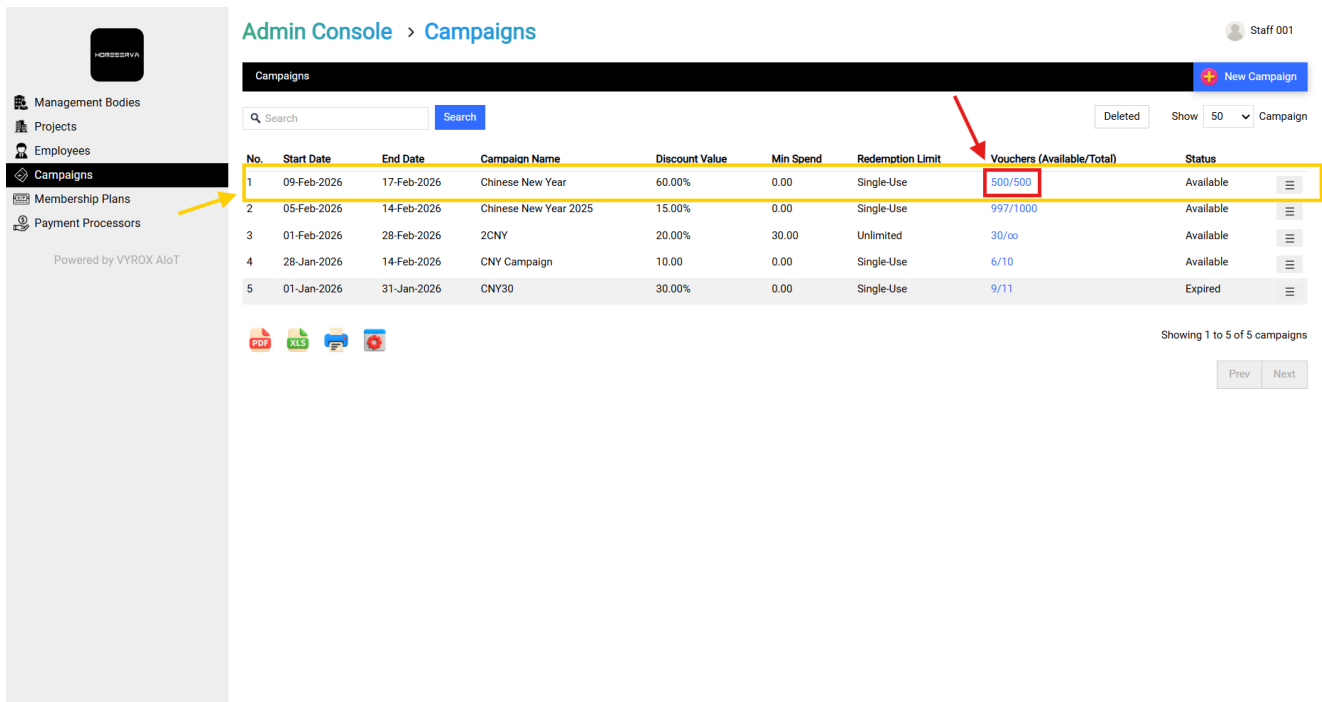 Admin Console > Campaigns
Staff 001
HOMESERVA
Management Bodies
Projects
Employees
Campaigns
Membership Plans
Payment Processors
Powered by VYROX AIoT
Campaigns
New Campaign
Search
Search
Deleted
Show 50 Campaign
No. Start Date End Date Campaign Name Discount Value Min Spend Redemption Limit Vouchers (Available/Total) Status
1 09-Feb-2026 17-Feb-2026 Chinese New Year 60.00% 0.00 Single-Use 500/500 Available
2 05-Feb-2026 14-Feb-2026 Chinese New Year 2025 15.00% 0.00 Single-Use 997/1000 Available
3 01-Feb-2026 28-Feb-2026 2CNY 20.00% 30.00 Unlimited 30/∞ Available
4 28-Jan-2026 14-Feb-2026 CNY Campaign 10.00 0.00 Single-Use 6/10 Available
5 01-Jan-2026 31-Jan-2026 CNY30 30.00% 0.00 Single-Use 9/11 Expired
PDF XLS
Showing 1 to 5 of 5 campaigns
Prev Next